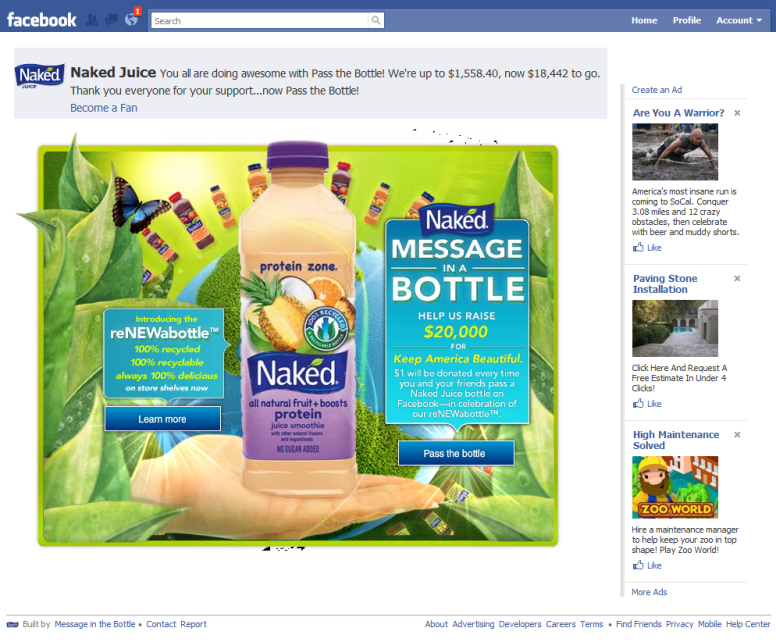 facebook
1
Search
Home Profile Account
Naked
JUICE
Naked Juice You all are doing awesome with Pass the Bottle! We're up to $1,558.40, now $18,442 to go.
Thank you everyone for your support...now Pass the Bottle!
Become a Fan
protein zone.
100% RECYCLED
Naked.
all natural fruit + boosts
protein
juice smoothie
with other natural flavors
and ingredients
NO SUGAR ADDED
Introducing the
reNEWabottle™
100% recycled
100% recyclable
always 100% delicious
on store shelves now
Learn more
Naked.
MESSAGE
IN A
BOTTLE
HELP US RAISE
$20,000
FOR
Keep America Beautiful.
$1 will be donated every time
you and your friends pass a
Naked Juice bottle on
Facebook—in celebration of
our reNEWabottle™.
Pass the bottle
Create an Ad
Are You A Warrior?
America's most insane run is
coming to SoCal. Conquer
3.08 miles and 12 crazy
obstacles, then celebrate
with beer and muddy shorts.
Like
Paving Stone
Installation
Click Here And Request A
Free Estimate In Under 4
Clicks!
Like
High Maintenance
Solved
ZOO WORLD
Hire a maintenance manager
to help keep your zoo in top
shape! Play Zoo World!
Like
More Ads
Built by Message in the Bottle • Contact Report
About Advertising Developers Careers Terms • Find Friends Privacy Mobile Help Center